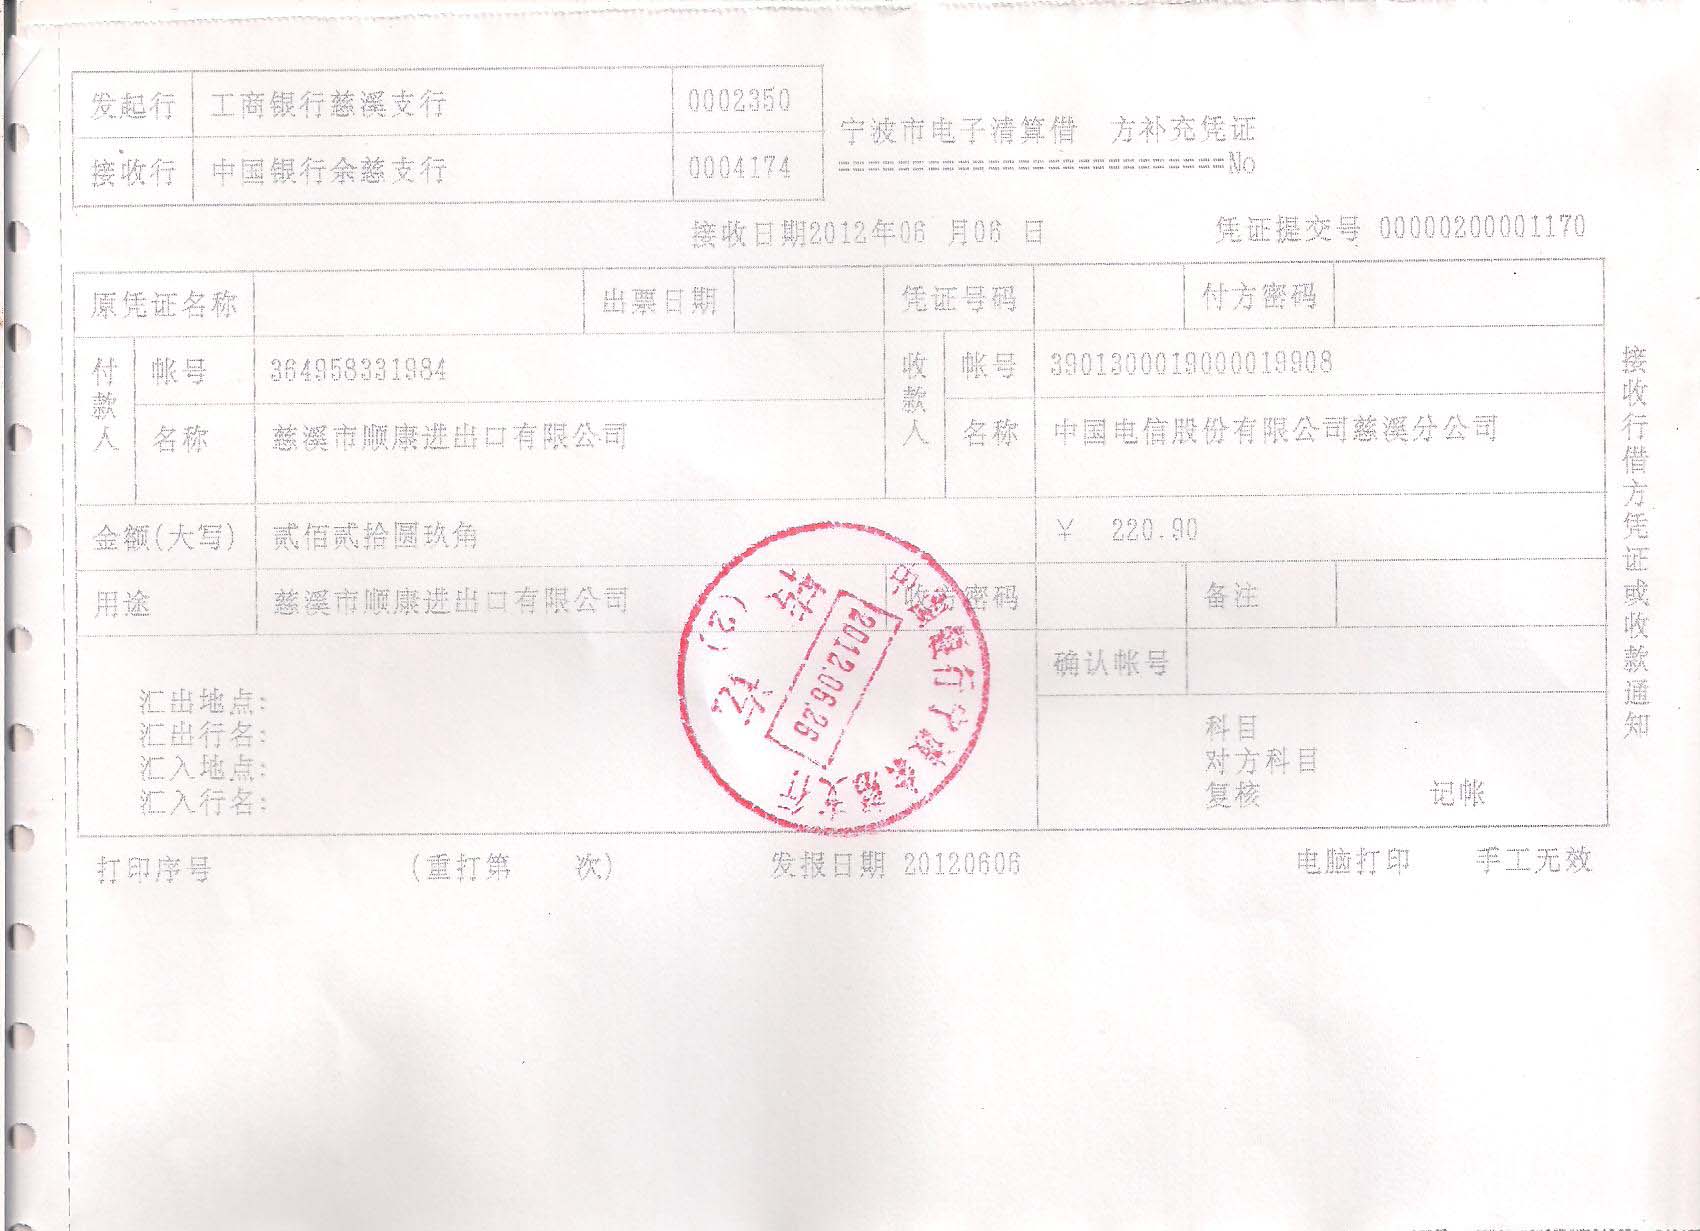 发起行 工商银行慈溪支行 0002350
接收行 中国银行余慈支行 0004174
宁波市电子清算借 方补充凭证
No
接收日期2012年06 月06 日 凭证提交号 00000200001170
原凭证名称 出票日期 凭证号码 付方密码
付款人 帐号 364958331984 收款人 帐号 3901300019000019908
名称 慈溪市顺康进出口有限公司 名称 中国电信股份有限公司慈溪分公司
金额(大写) 贰佰贰拾圆玖角 ¥ 220.90
用途 慈溪市顺康进出口有限公司 收方密码 备注
确认帐号
汇出地点:
汇出行名:
汇入地点:
汇入行名:
科目
对方科目
复核 记帐
接收行借方凭证或收款通知
打印序号 (重打第 次) 发报日期 20120606 电脑打印 手工无效
中国银行宁波余慈支行
2012.06.26
(2)